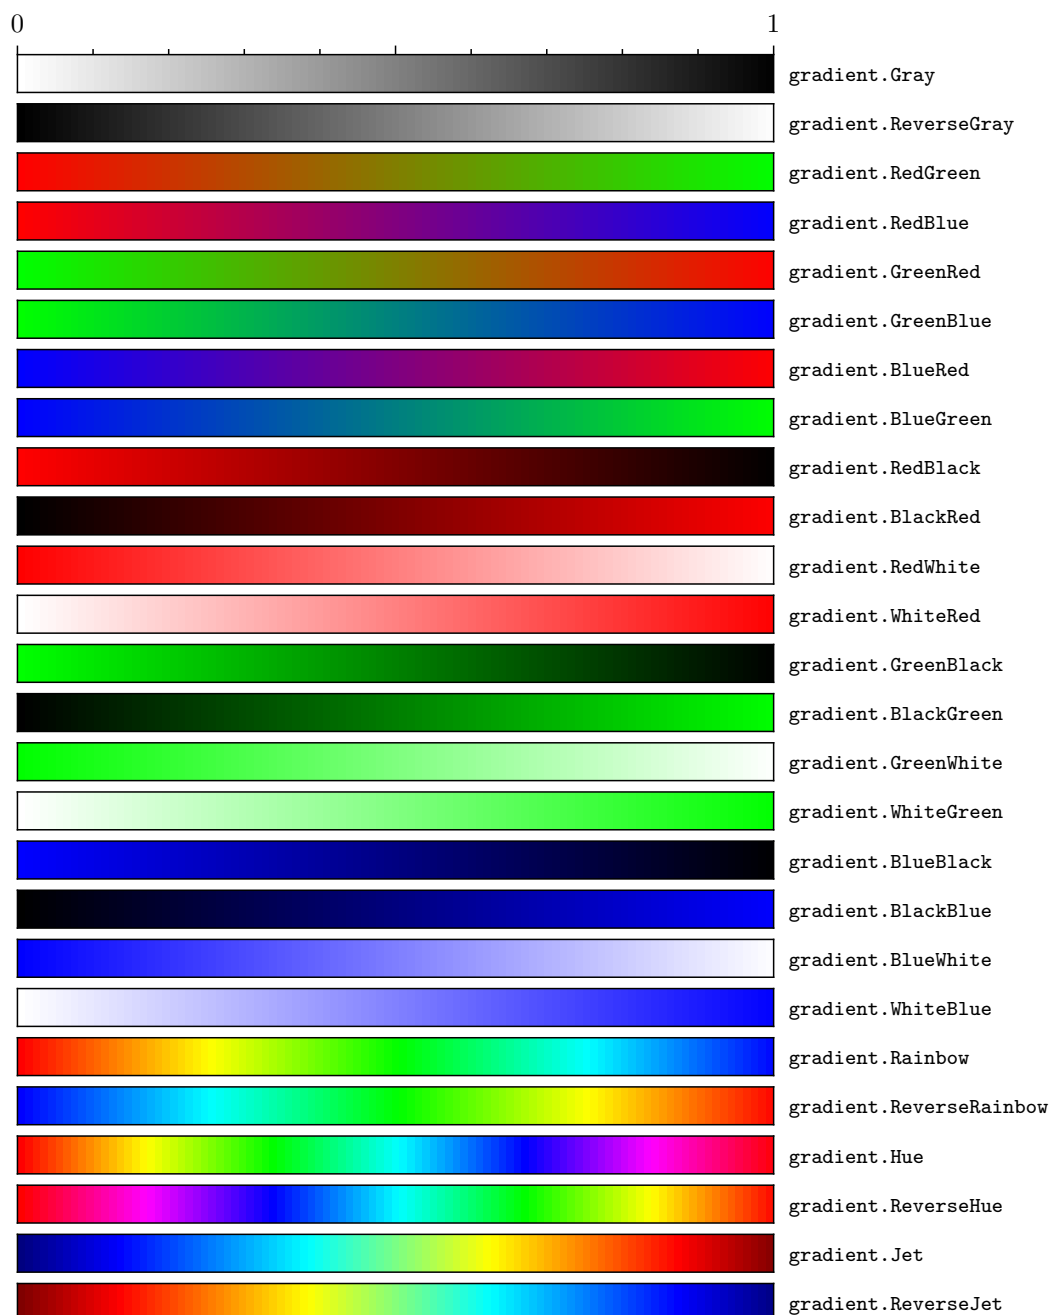 0 1
gradient.Gray
gradient.ReverseGray
gradient.RedGreen
gradient.RedBlue
gradient.GreenRed
gradient.GreenBlue
gradient.BlueRed
gradient.BlueGreen
gradient.RedBlack
gradient.BlackRed
gradient.RedWhite
gradient.WhiteRed
gradient.GreenBlack
gradient.BlackGreen
gradient.GreenWhite
gradient.WhiteGreen
gradient.BlueBlack
gradient.BlackBlue
gradient.BlueWhite
gradient.WhiteBlue
gradient.Rainbow
gradient.ReverseRainbow
gradient.Hue
gradient.ReverseHue
gradient.Jet
gradient.ReverseJet